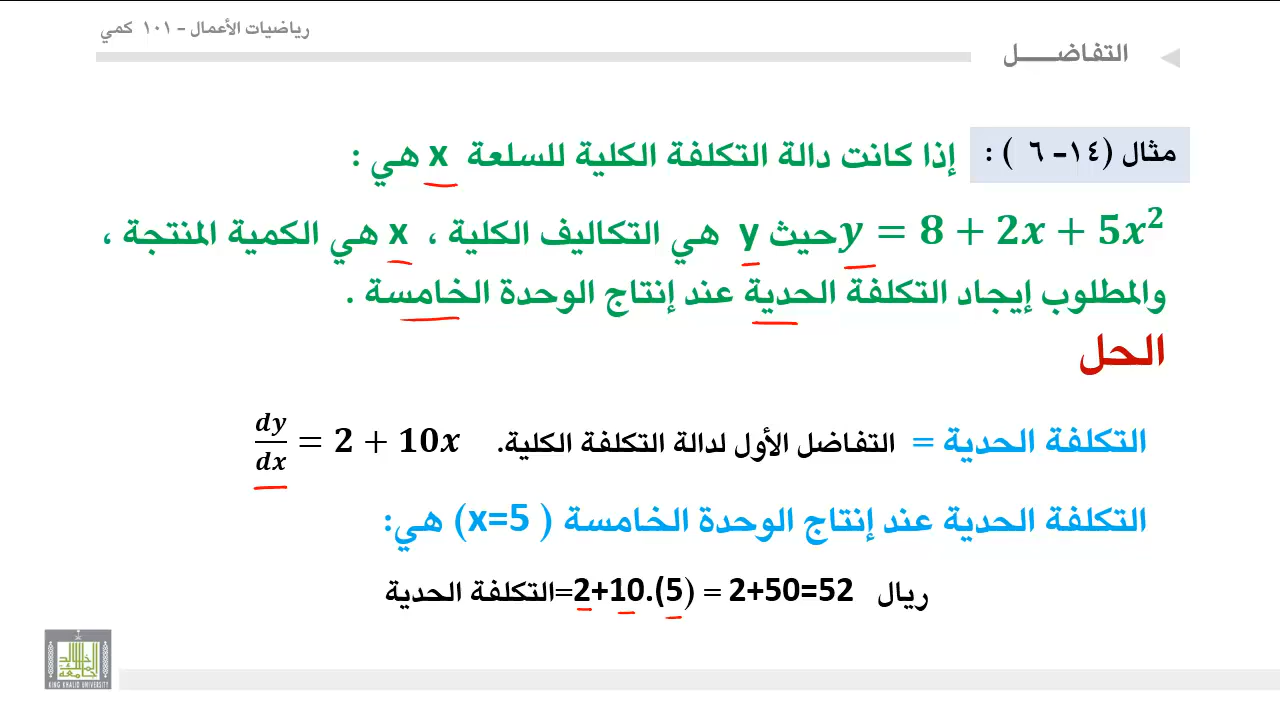 رياضيات الأعمال – ١٠١ كمي
التفاضــــــل
مثال (١٤– ٦ ) : إذا كانت دالة التكلفة الكلية للسلعة x هي :
y = 8 + 2x + 5x² حيث y هي التكاليف الكلية ، x هي الكمية المنتجة ،
والمطلوب إيجاد التكلفة الحدية عند إنتاج الوحدة الخامسة .
الحل
التكلفة الحدية = التفاضل الأول لدالة التكلفة الكلية. dy/dx = 2 + 10x
التكلفة الحدية عند إنتاج الوحدة الخامسة ( x=5) هي:
التكلفة الحدية=2+10.(5) = 2+50=52 ريال
KING KHALID UNIVERSITY